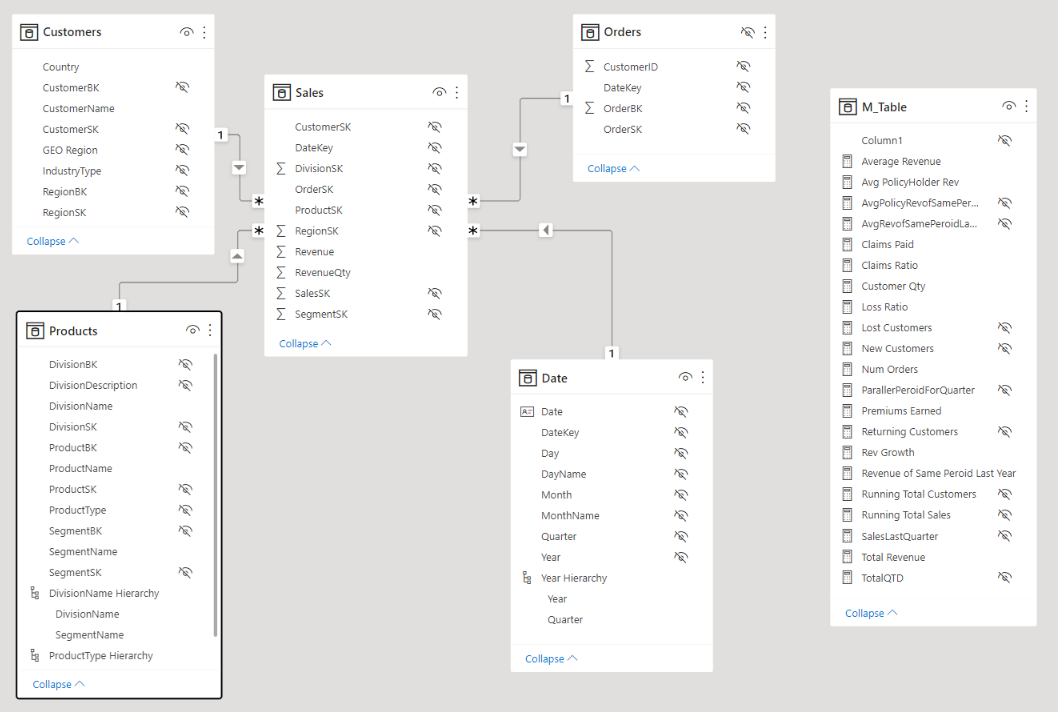 Customers
Country
CustomerBK
CustomerName
CustomerSK
GEO Region
IndustryType
RegionBK
RegionSK
Collapse
1
*
Sales
CustomerSK
DateKey
DivisionSK
OrderSK
ProductSK
RegionSK
Revenue
RevenueQty
SalesSK
SegmentSK
Collapse
*
*
*
Orders
CustomerID
DateKey
OrderBK
OrderSK
Collapse
1
Products
DivisionBK
DivisionDescription
DivisionName
DivisionSK
ProductBK
ProductName
ProductSK
ProductType
SegmentBK
SegmentName
SegmentSK
DivisionName Hierarchy
DivisionName
SegmentName
ProductType Hierarchy
Collapse
1
Date
Date
DateKey
Day
DayName
Month
MonthName
Quarter
Year
Year Hierarchy
Year
Quarter
Collapse
1
M_Table
Column1
Average Revenue
Avg PolicyHolder Rev
AvgPolicyRevofSamePer...
AvgRevofSamePeroidLa...
Claims Paid
Claims Ratio
Customer Qty
Loss Ratio
Lost Customers
New Customers
Num Orders
ParallerPeroidForQuarter
Premiums Earned
Returning Customers
Rev Growth
Revenue of Same Peroid Last Year
Running Total Customers
Running Total Sales
SalesLastQuarter
Total Revenue
TotalQTD
Collapse